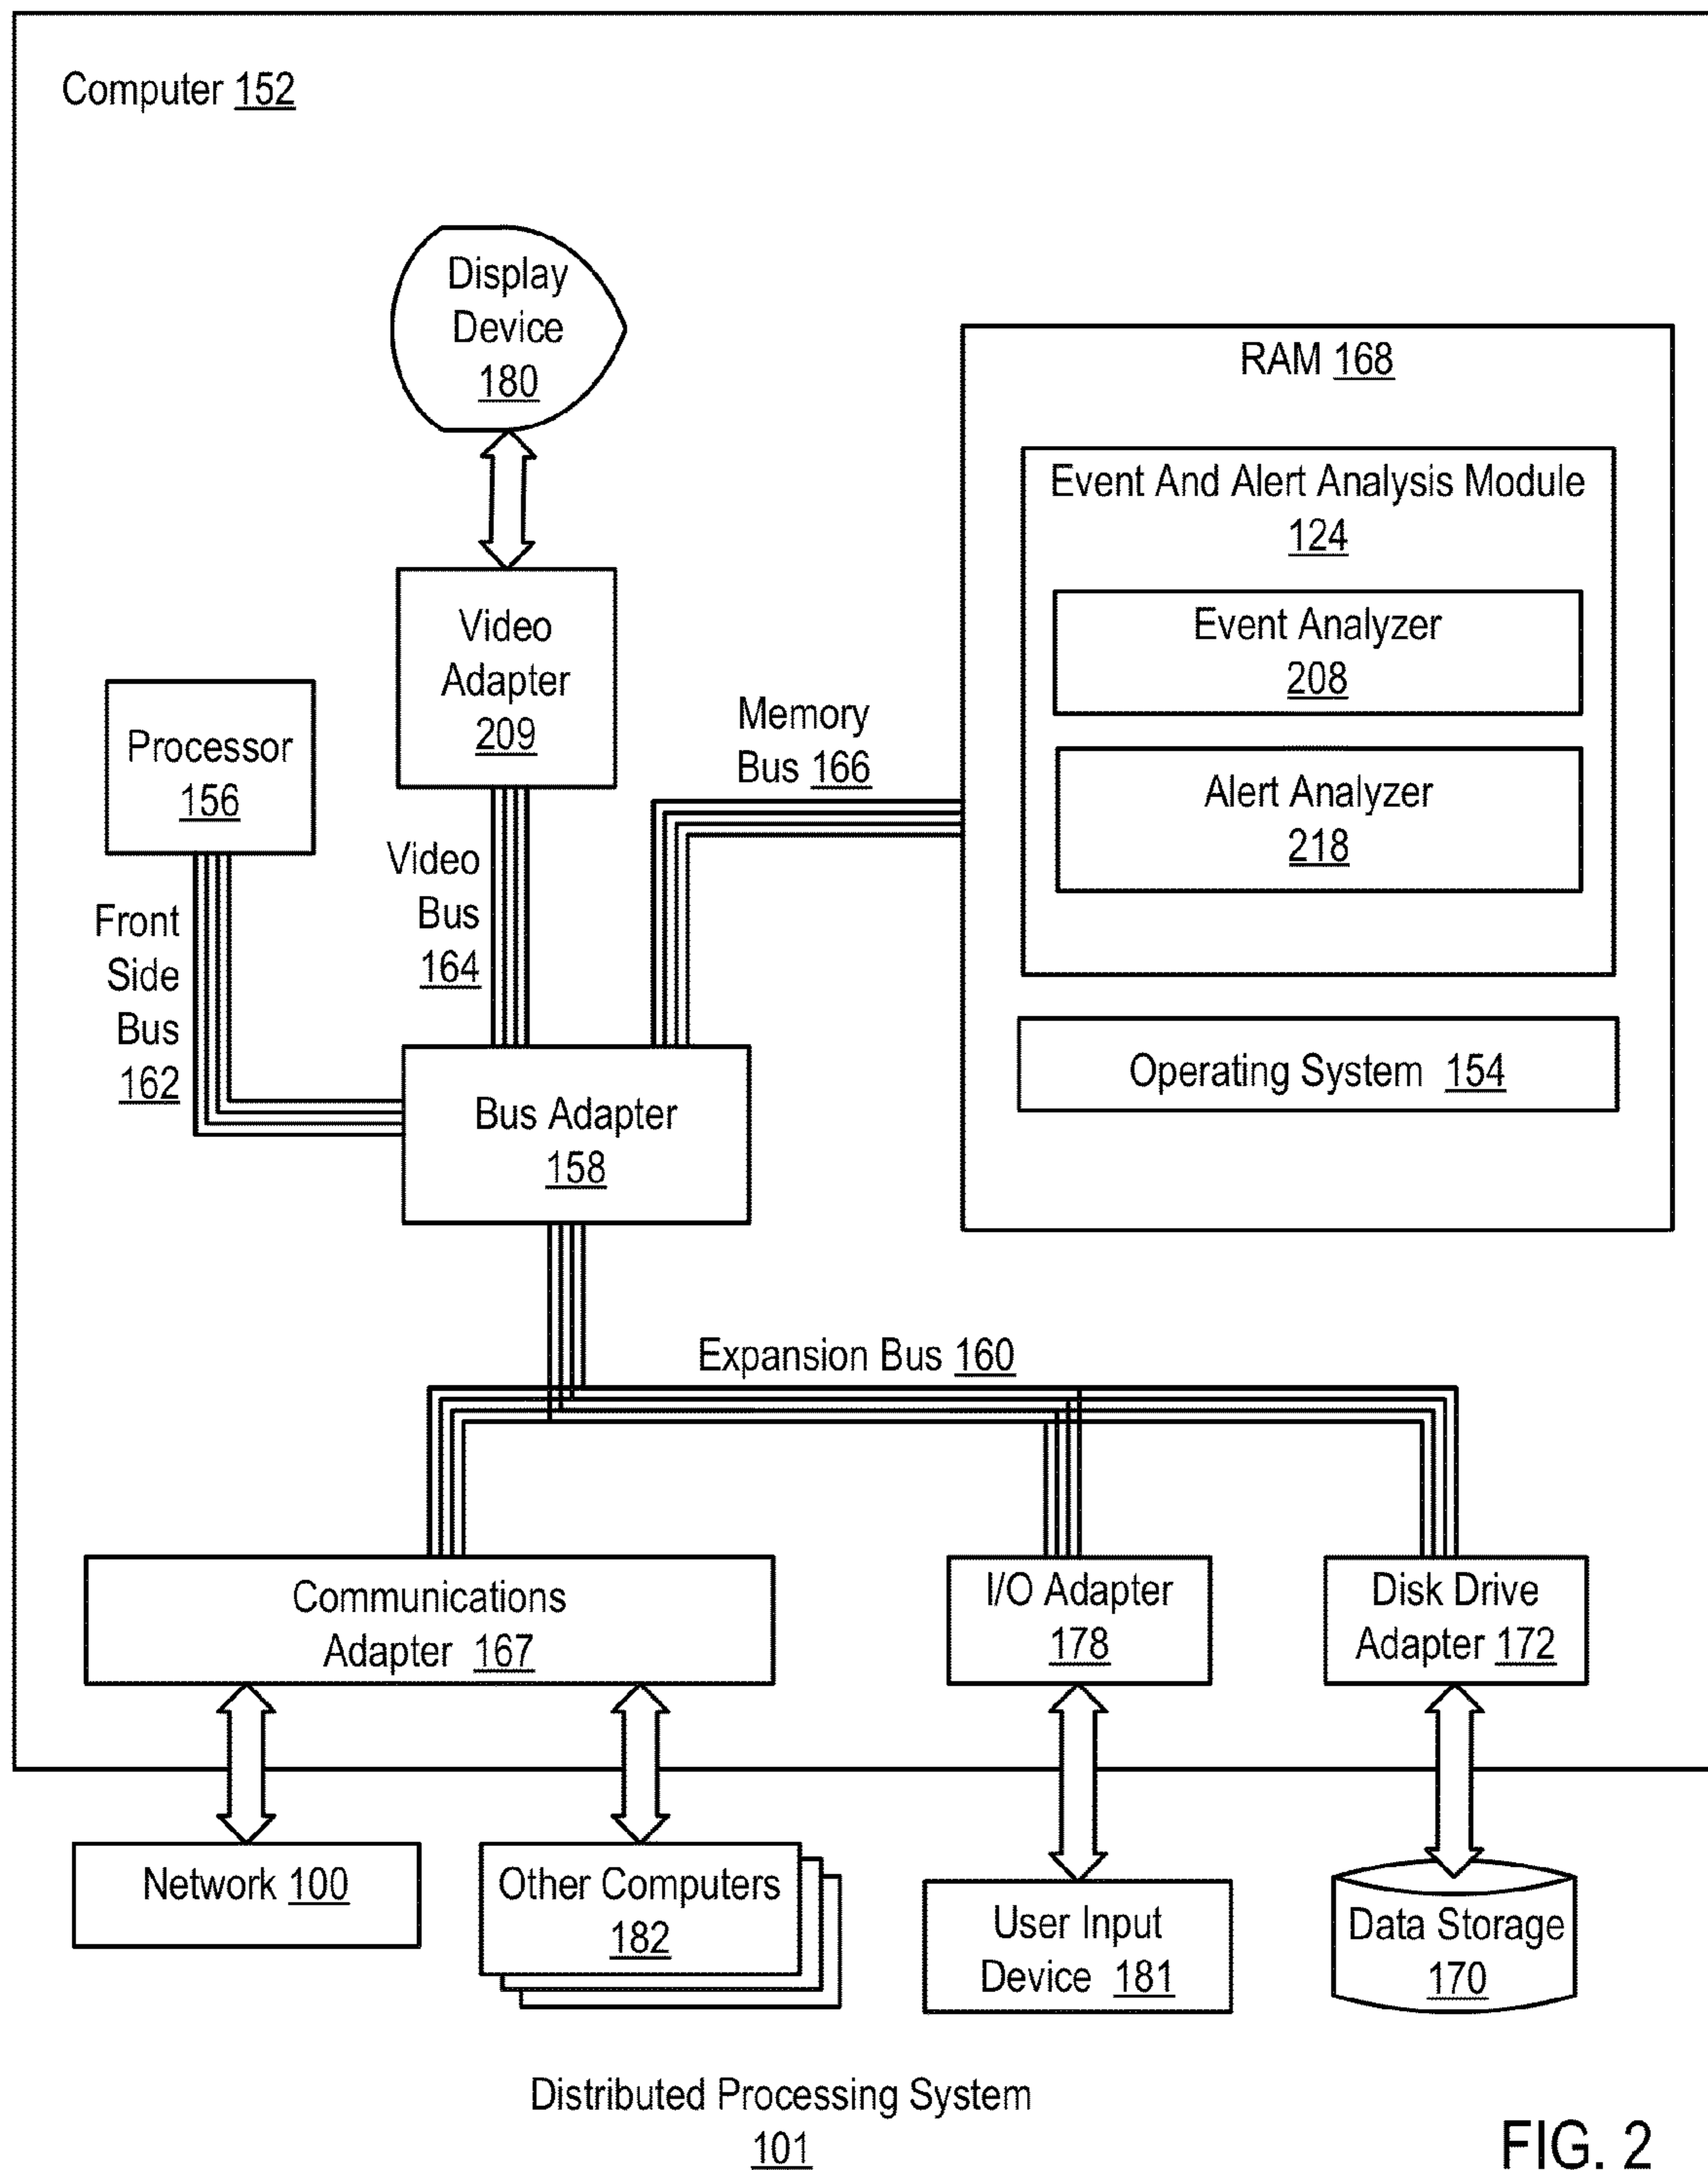 Computer 152
Display
Device
180
RAM 168
Event And Alert Analysis Module
124
Event Analyzer
208
Alert Analyzer
218
Operating System 154
Video
Adapter
209
Processor
156
Memory
Bus 166
Video
Bus
164
Front
Side
Bus
162
Bus Adapter
158
Expansion Bus 160
Communications
Adapter 167
I/O Adapter
178
Disk Drive
Adapter 172
Network 100
Other Computers
182
User Input
Device 181
Data Storage
170
Distributed Processing System
101
FIG. 2